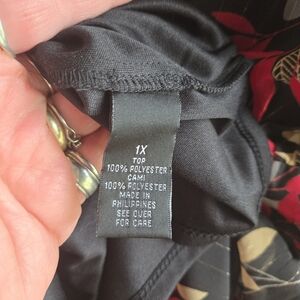 1X
TOP
100% POLYESTER
CAMI
100% POLYESTER
MADE IN
PHILIPPINES
SEE OVER
FOR CARE